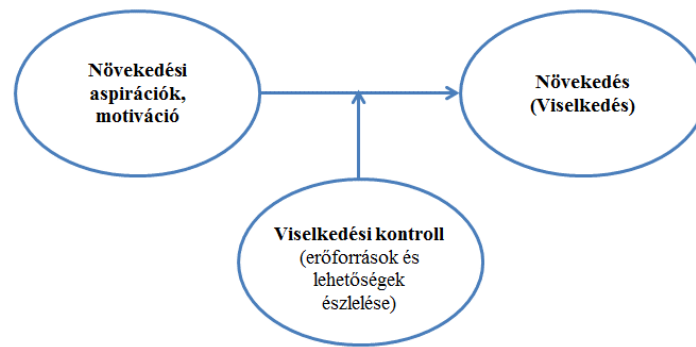 Növekedési
aspirációk,
motiváció
Növekedés
(Viselkedés)
Viselkedési kontroll
(erőforrások és
lehetőségek
észlelése)